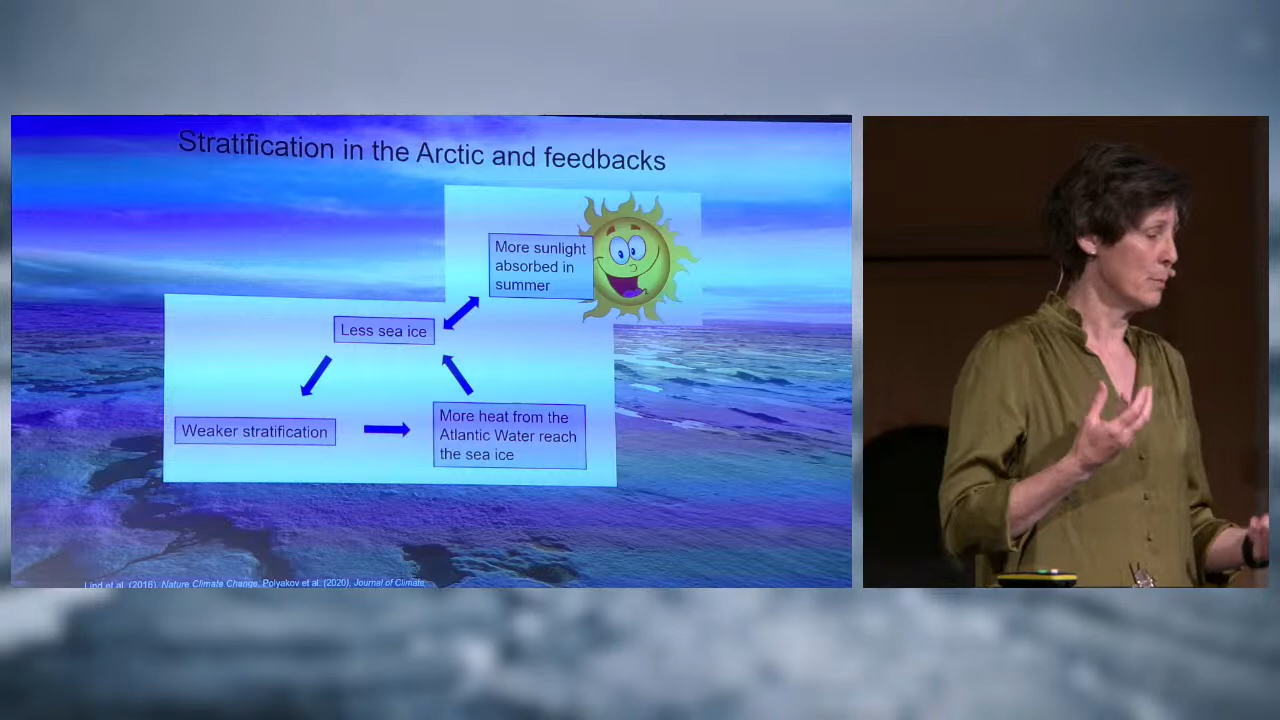 Stratification in the Arctic and feedbacks
More sunlight
absorbed in
summer
Less sea ice
Weaker stratification
More heat from the
Atlantic Water reach
the sea ice
Lind et al. (2016), Nature Climate Change, Polyakov et al. (2020), Journal of Climate